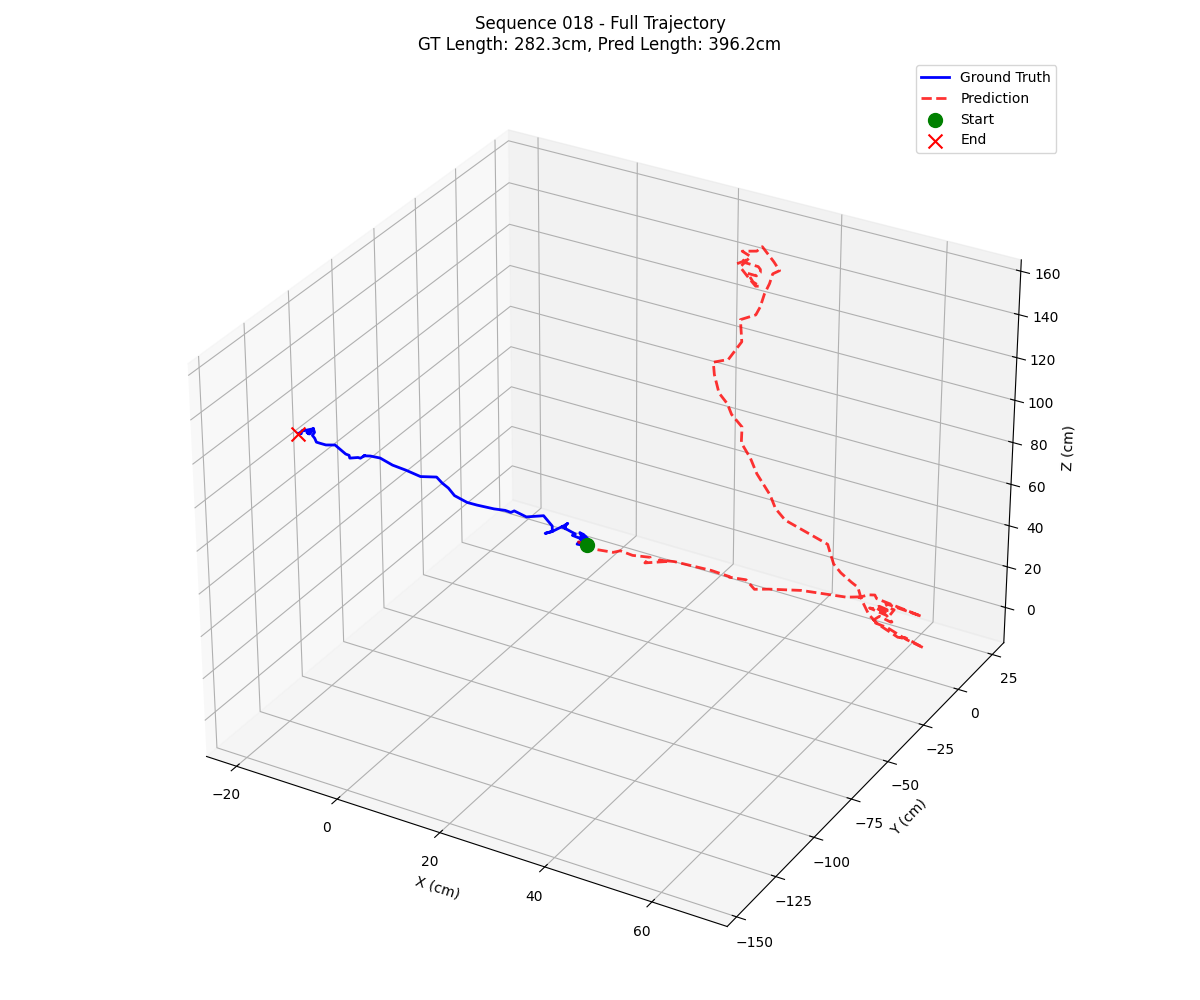 Sequence 018 - Full Trajectory
GT Length: 282.3cm, Pred Length: 396.2cm
Ground Truth
Prediction
Start
End
160
140
120
100
80
60
40
20
0
Z (cm)
25
0
−25
−50
−75
−100
−125
−150
Y (cm)
−20
0
20
40
60
X (cm)